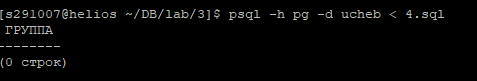 [s291007@helios ~/DB/lab/3]$ psql -h pg -d ucheb < 4.sql
ГРУППА
--------
(0 строк)